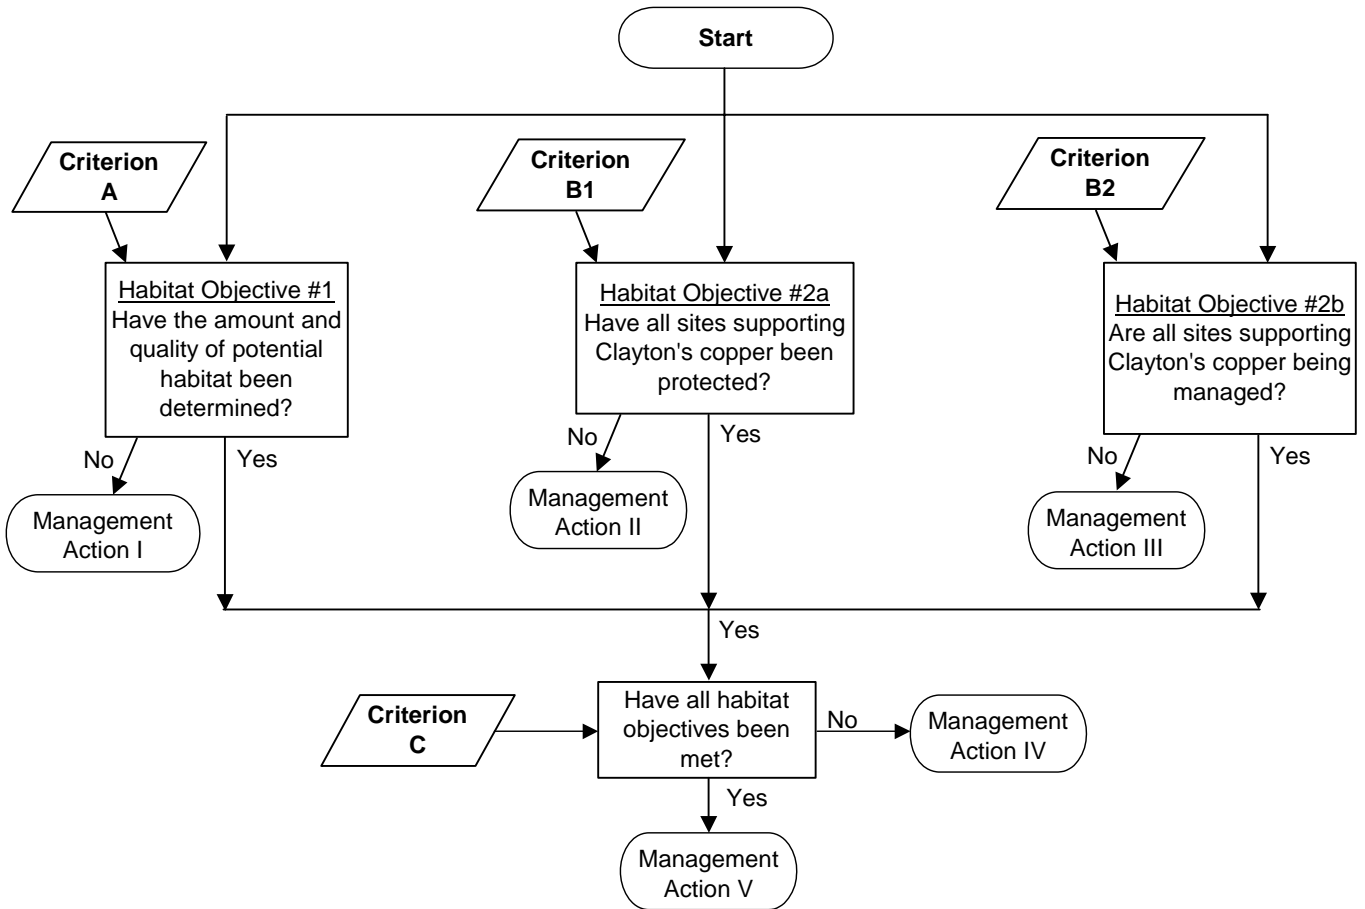 Start
Criterion
A
Criterion
B1
Criterion
B2
Habitat Objective #1
Have the amount and
quality of potential
habitat been
determined?
Habitat Objective #2a
Have all sites supporting
Clayton's copper been
protected?
Habitat Objective #2b
Are all sites supporting
Clayton's copper being
managed?
No
Yes
No
Yes
No
Yes
Management
Action I
Management
Action II
Management
Action III
Yes
Criterion
C
Have all habitat
objectives been
met?
No
Management
Action IV
Yes
Management
Action V